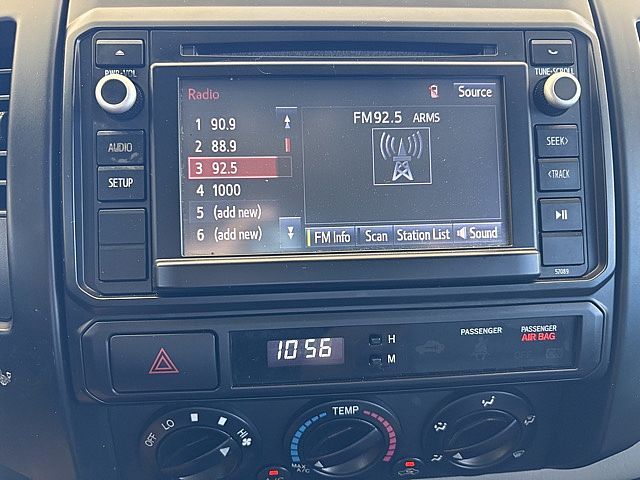 PWR·VOL
TUNE·SCROLL
Radio
Source
AUDIO
SETUP
SEEK>
<TRACK
1 90.9
2 88.9
3 92.5
4 1000
5 (add new)
6 (add new)
FM92.5 ARMS
FM Info
Scan
Station List
Sound
57089
10:56
H
M
PASSENGER
PASSENGER
AIR BAG
OFF
LO
HI
TEMP
MAX
A/C
A/C